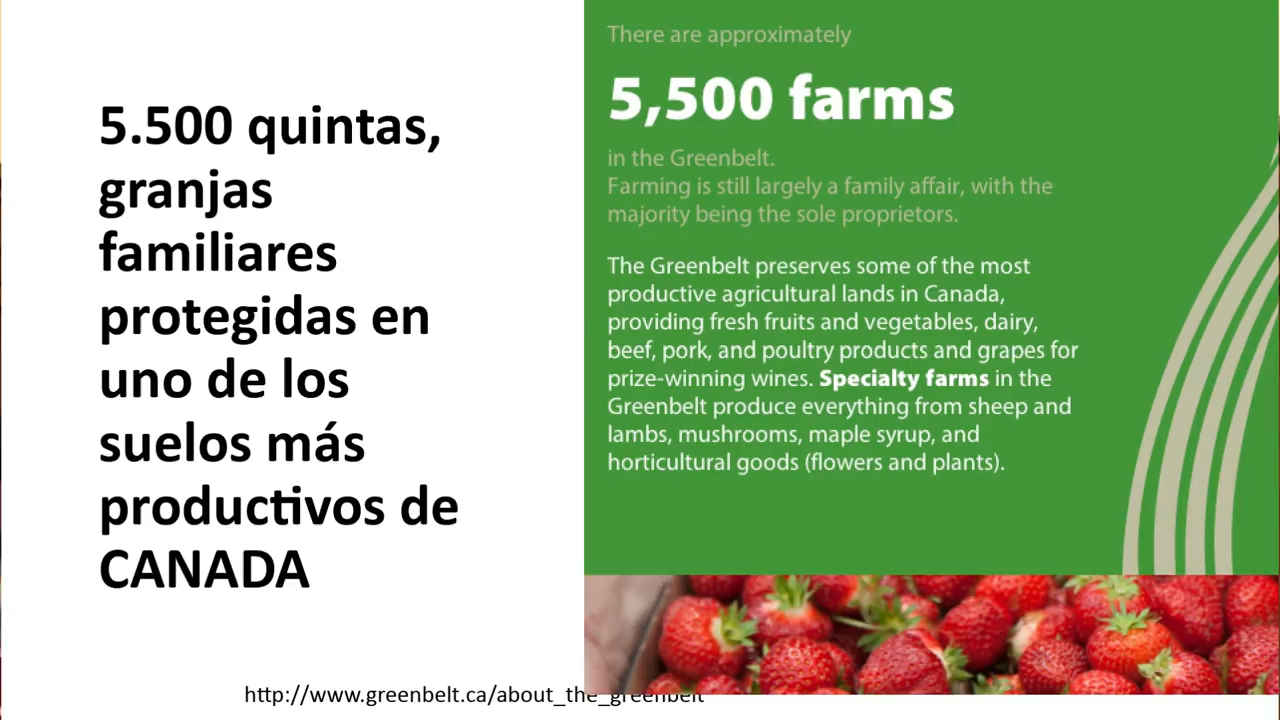 5.500 quintas,
granjas
familiares
protegidas en
uno de los
suelos más
productivos de
CANADA
There are approximately
5,500 farms
in the Greenbelt.
Farming is still largely a family affair, with the
majority being the sole proprietors.
The Greenbelt preserves some of the most
productive agricultural lands in Canada,
providing fresh fruits and vegetables, dairy,
beef, pork, and poultry products and grapes for
prize-winning wines. Specialty farms in the
Greenbelt produce everything from sheep and
lambs, mushrooms, maple syrup, and
horticultural goods (flowers and plants).
http://www.greenbelt.ca/about_the_greenbelt